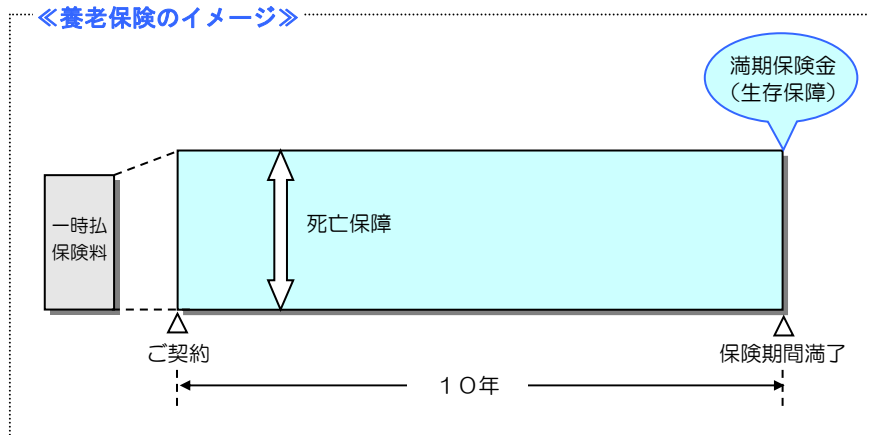 ≪養老保険のイメージ≫
満期保険金
（生存保障）
一時払
保険料
死亡保障
ご契約
保険期間満了
１０年